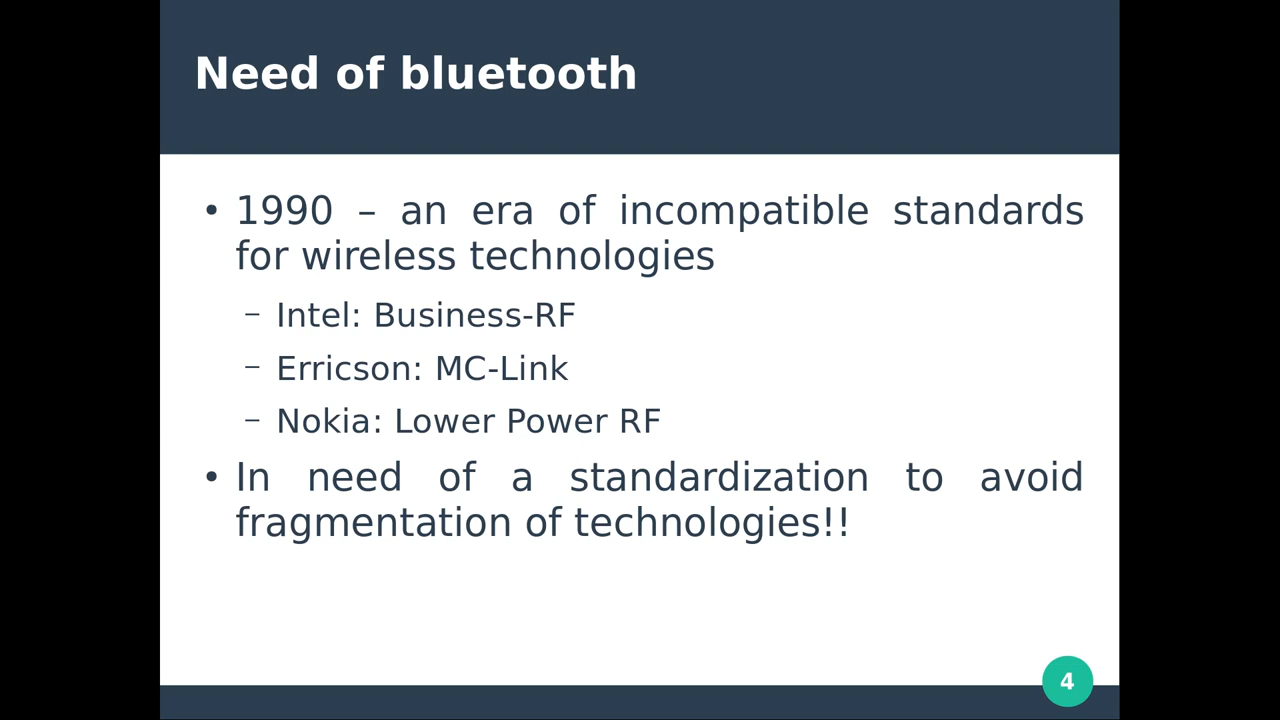 Need of bluetooth
• 1990 – an era of incompatible standards
for wireless technologies
– Intel: Business-RF
– Erricson: MC-Link
– Nokia: Lower Power RF
• In need of a standardization to avoid
fragmentation of technologies!!
4